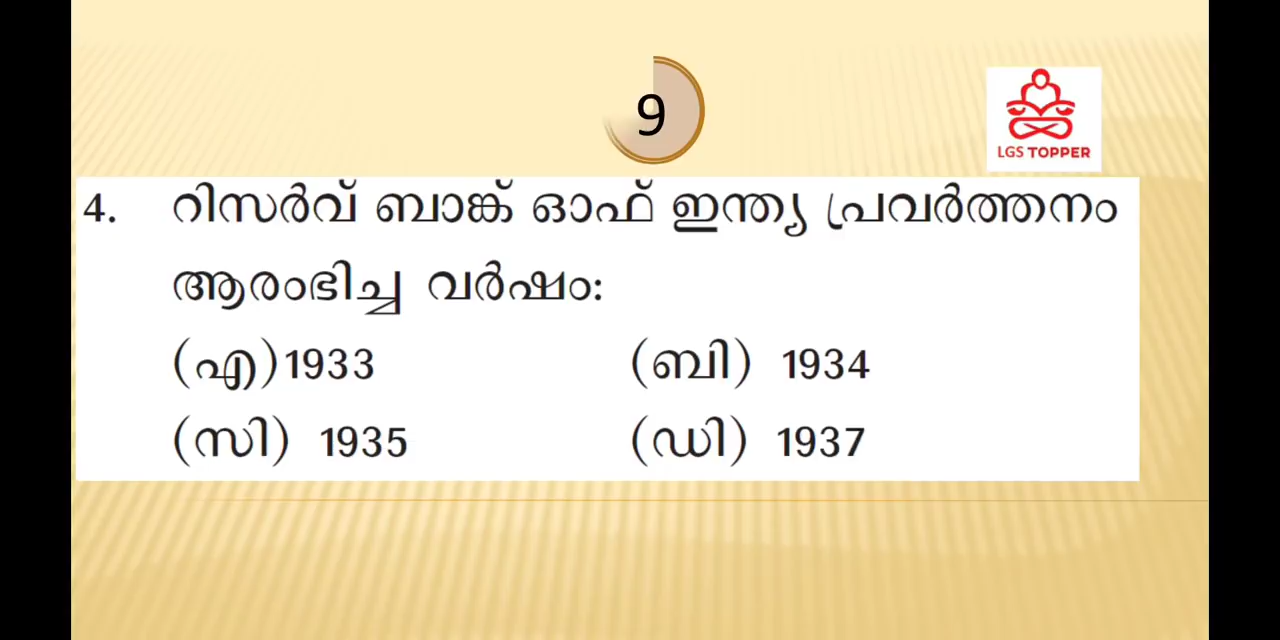 9
LGS TOPPER
4. റിസർവ് ബാങ്ക് ഓഫ് ഇന്ത്യ പ്രവർത്തനം
ആരംഭിച്ച വർഷം:
(എ)1933 (ബി) 1934
(സി) 1935 (ഡി) 1937